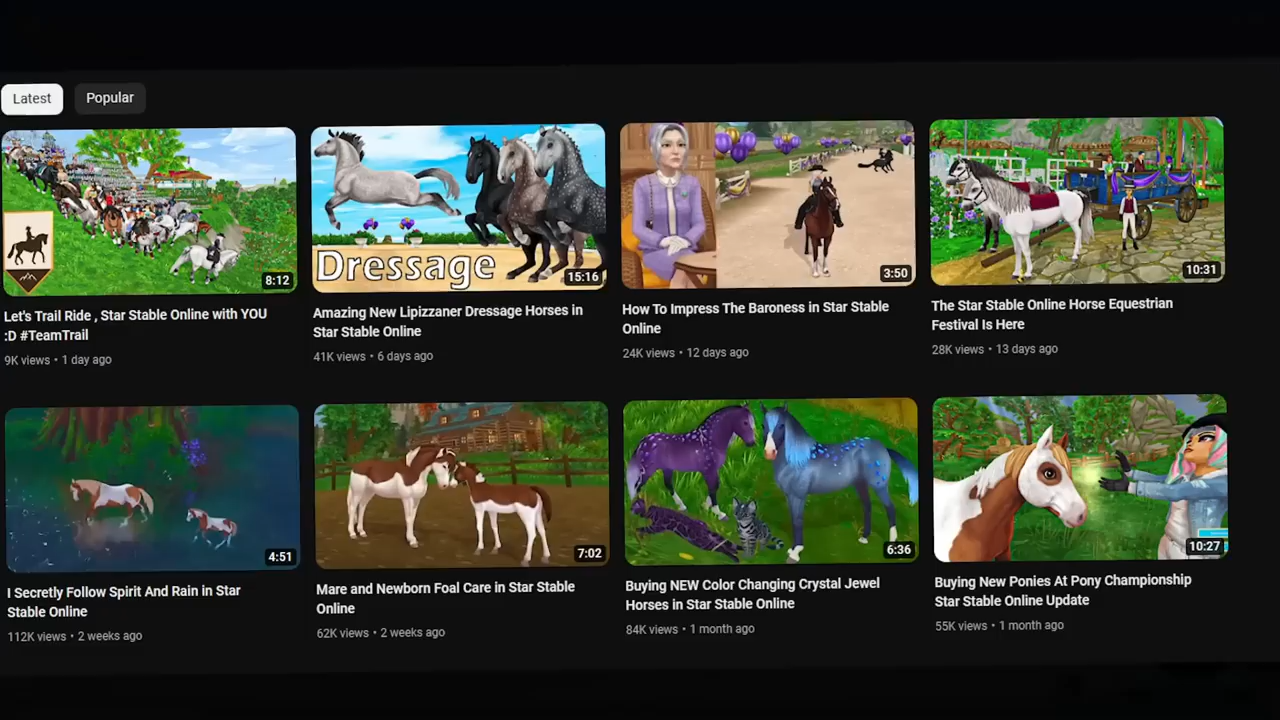 Latest
Popular
8:12
Dressage
15:16
3:50
10:31
Let's Trail Ride , Star Stable Online with YOU
:D #TeamTrail
9K views • 1 day ago
Amazing New Lipizzaner Dressage Horses in
Star Stable Online
41K views • 6 days ago
How To Impress The Baroness in Star Stable
Online
24K views • 12 days ago
The Star Stable Online Horse Equestrian
Festival Is Here
28K views • 13 days ago
4:51
7:02
6:36
10:27
I Secretly Follow Spirit And Rain in Star
Stable Online
112K views • 2 weeks ago
Mare and Newborn Foal Care in Star Stable
Online
62K views • 2 weeks ago
Buying NEW Color Changing Crystal Jewel
Horses in Star Stable Online
84K views • 1 month ago
Buying New Ponies At Pony Championship
Star Stable Online Update
55K views • 1 month ago